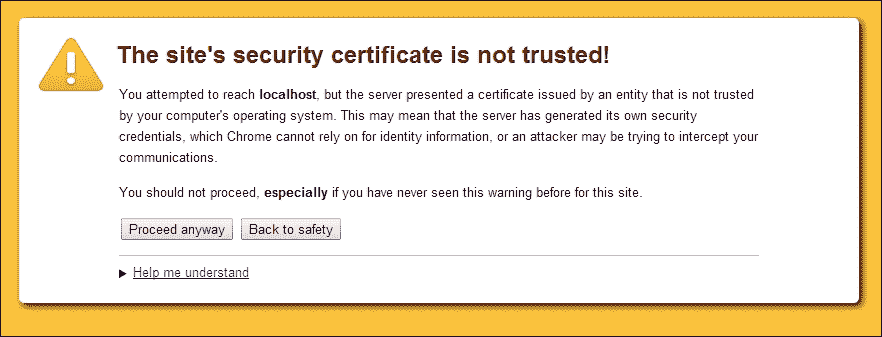 The site's security certificate is not trusted!
You attempted to reach localhost, but the server presented a certificate issued by an entity that is not trusted
by your computer's operating system. This may mean that the server has generated its own security
credentials, which Chrome cannot rely on for identity information, or an attacker may be trying to intercept your
communications.
You should not proceed, especially if you have never seen this warning before for this site.
Proceed anyway Back to safety
Help me understand